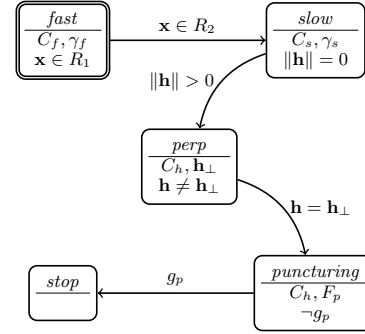 fast
C_f, γ_f
𝐱 ∈ R_1
𝐱 ∈ R_2
slow
C_s, γ_s
‖𝐡‖ = 0
‖𝐡‖ > 0
perp
C_h, 𝐡_⊥
𝐡 ≠ 𝐡_⊥
𝐡 = 𝐡_⊥
stop
g_p
puncturing
C_h, F_p
¬g_p